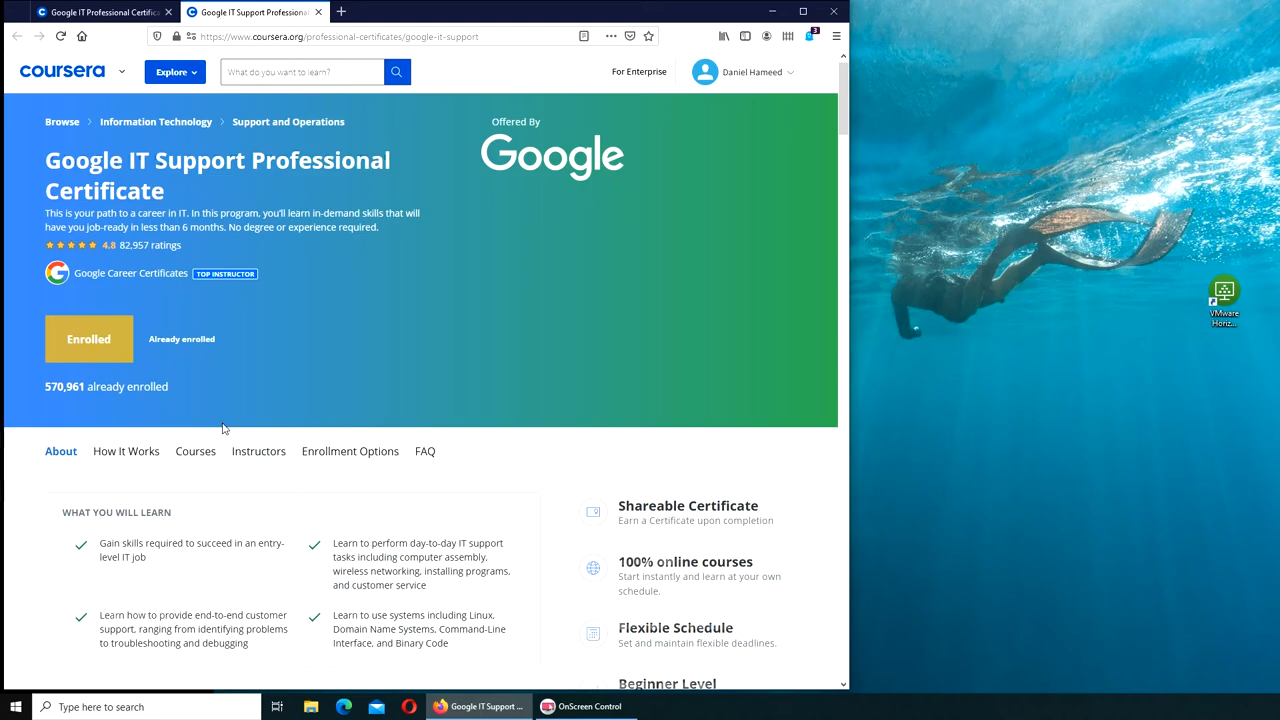 Google IT Professional Certifica
Google IT Support Professional
https://www.coursera.org/professional-certificates/google-it-support
3
coursera
Explore
What do you want to learn?
For Enterprise
Daniel Hameed
Browse
Information Technology
Support and Operations
Offered By
Google
Google IT Support Professional
Certificate
This is your path to a career in IT. In this program, you'll learn in-demand skills that will
have you job-ready in less than 6 months. No degree or experience required.
4.8 82,957 ratings
Google Career Certificates TOP INSTRUCTOR
Enrolled
Already enrolled
570,961 already enrolled
About
How It Works
Courses
Instructors
Enrollment Options
FAQ
WHAT YOU WILL LEARN
Gain skills required to succeed in an entry-
level IT job
Learn to perform day-to-day IT support
tasks including computer assembly,
wireless networking, installing programs,
and customer service
Learn how to provide end-to-end customer
support, ranging from identifying problems
to troubleshooting and debugging
Learn to use systems including Linux,
Domain Name Systems, Command-Line
Interface, and Binary Code
Shareable Certificate
Earn a Certificate upon completion
100% online courses
Start instantly and learn at your own
schedule.
Flexible Schedule
Set and maintain flexible deadlines.
Beginner Level
VMware
Horiz...
Type here to search
Google IT Support ...
OnScreen Control